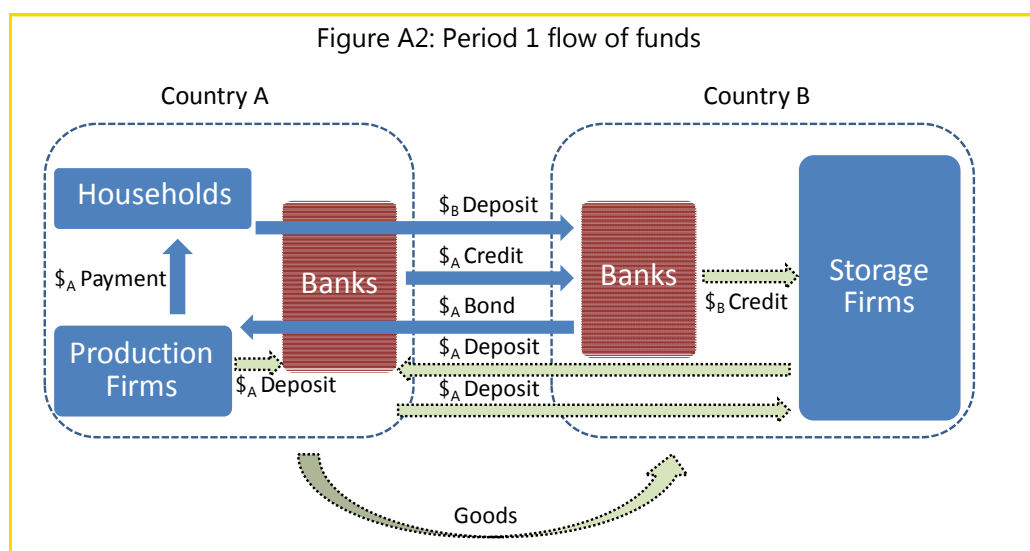 Figure A2: Period 1 flow of funds
Country A
Country B
Households
$A Payment
Production
Firms
$A Deposit
Banks
$B Deposit
$A Credit
$A Bond
$A Deposit
$A Deposit
Banks
$B Credit
Storage
Firms
Goods